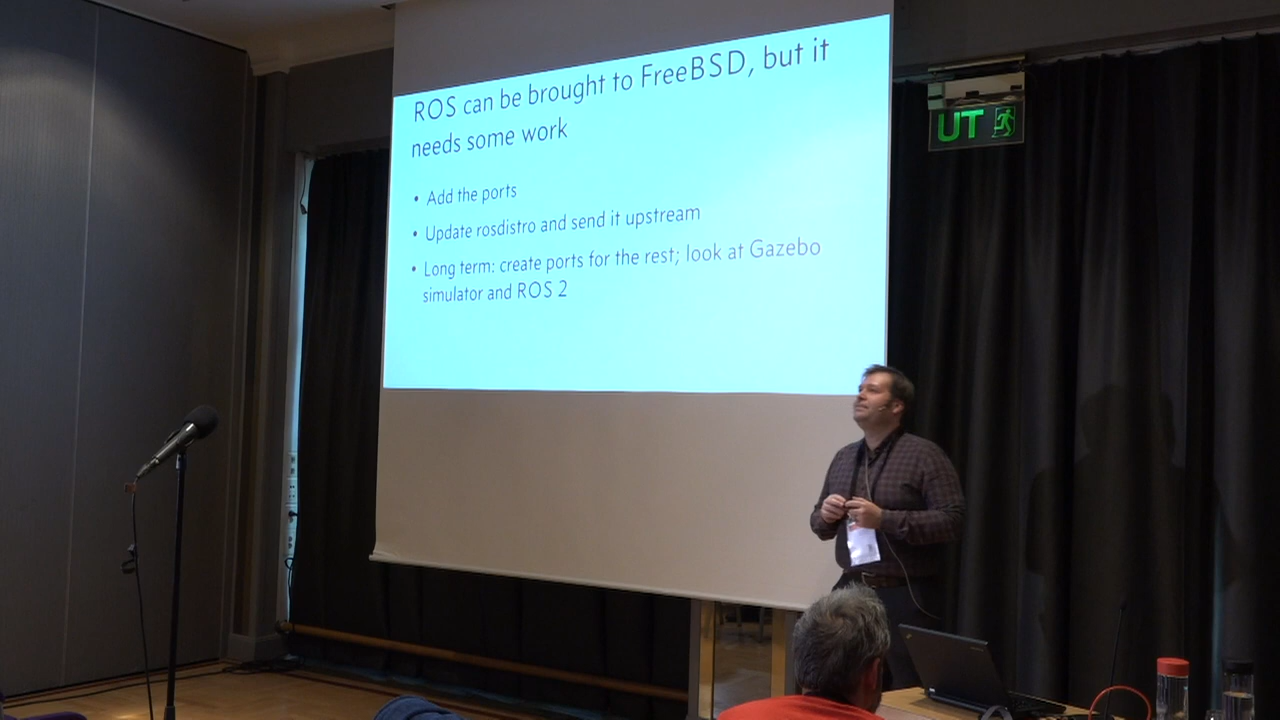 ROS can be brought to FreeBSD, but it
needs some work
• Add the ports
• Update rosdistro and send it upstream
• Long term: create ports for the rest; look at Gazebo
simulator and ROS 2
UT